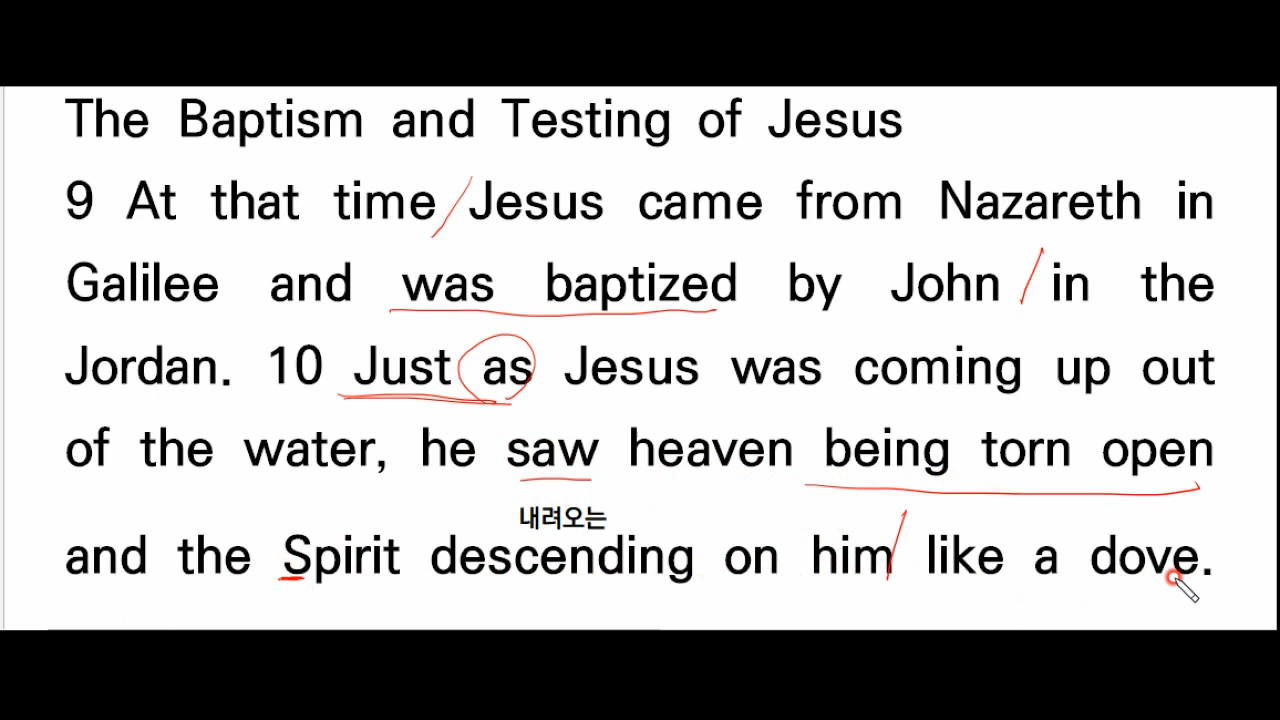 The Baptism and Testing of Jesus
9 At that time Jesus came from Nazareth in
Galilee and was baptized by John in the
Jordan. 10 Just as Jesus was coming up out
of the water, he saw heaven being torn open
내려오는
and the Spirit descending on him like a dove.